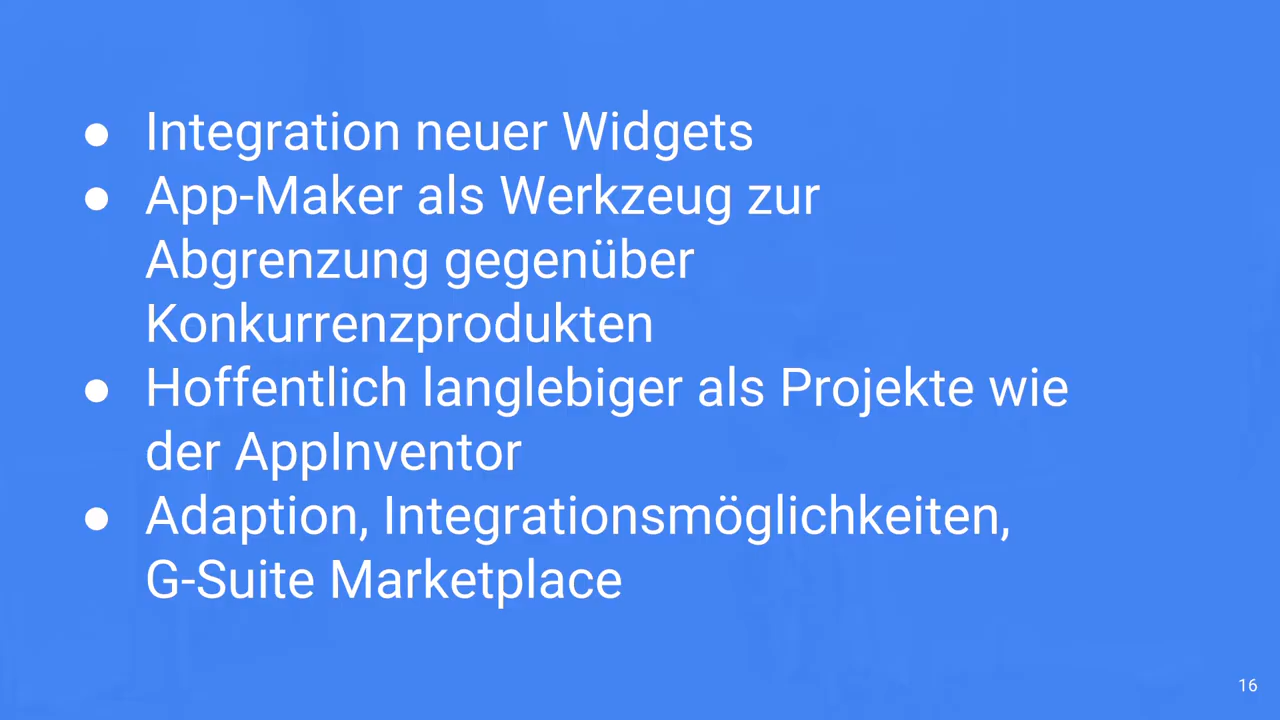 ● Integration neuer Widgets
● App-Maker als Werkzeug zur
Abgrenzung gegenüber
Konkurrenzprodukten
● Hoffentlich langlebiger als Projekte wie
der AppInventor
● Adaption, Integrationsmöglichkeiten,
G-Suite Marketplace
16